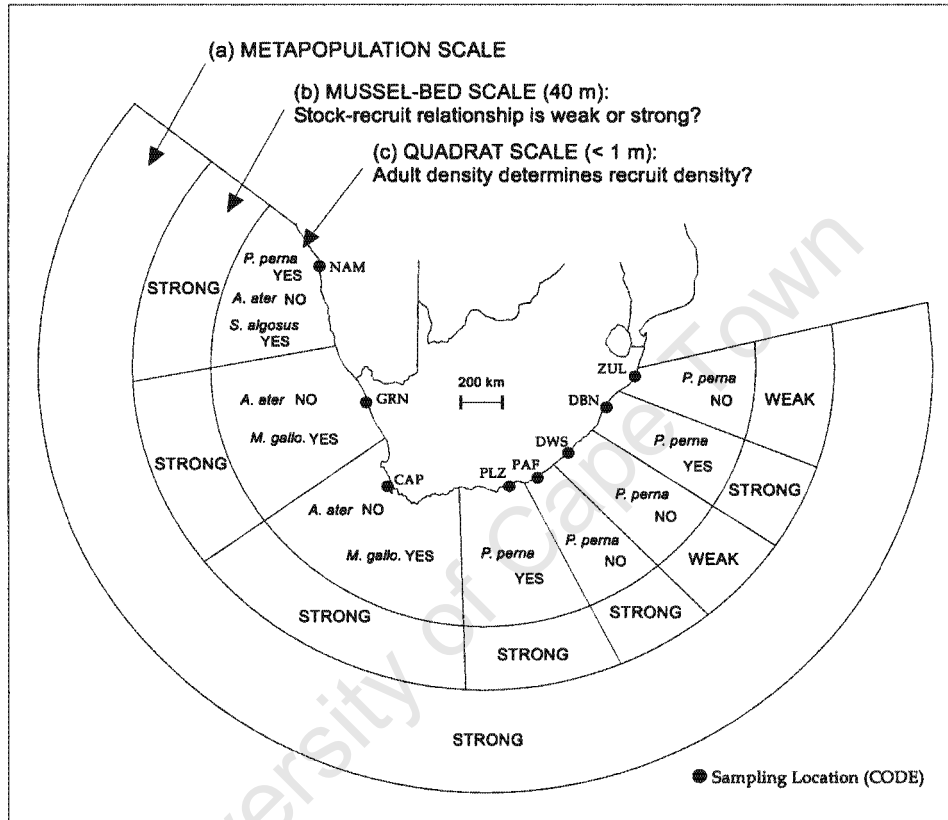 (a) METAPOPULATION SCALE
(b) MUSSEL-BED SCALE (40 m):
Stock-recruit relationship is weak or strong?
(c) QUADRAT SCALE (< 1 m):
Adult density determines recruit density?
P. perna
YES
NAM
STRONG
A. ater NO
S. algosus
YES
A. ater NO
GRN
M. gallo. YES
STRONG
200 km
ZUL
P. perna
NO
WEAK
DBN
P. perna
YES
STRONG
DWS
P. perna
NO
WEAK
CAP
PLZ
PAF
A. ater NO
M. gallo. YES
STRONG
P. perna
YES
STRONG
P. perna
NO
STRONG
STRONG
Sampling Location (CODE)
University of Cape Town